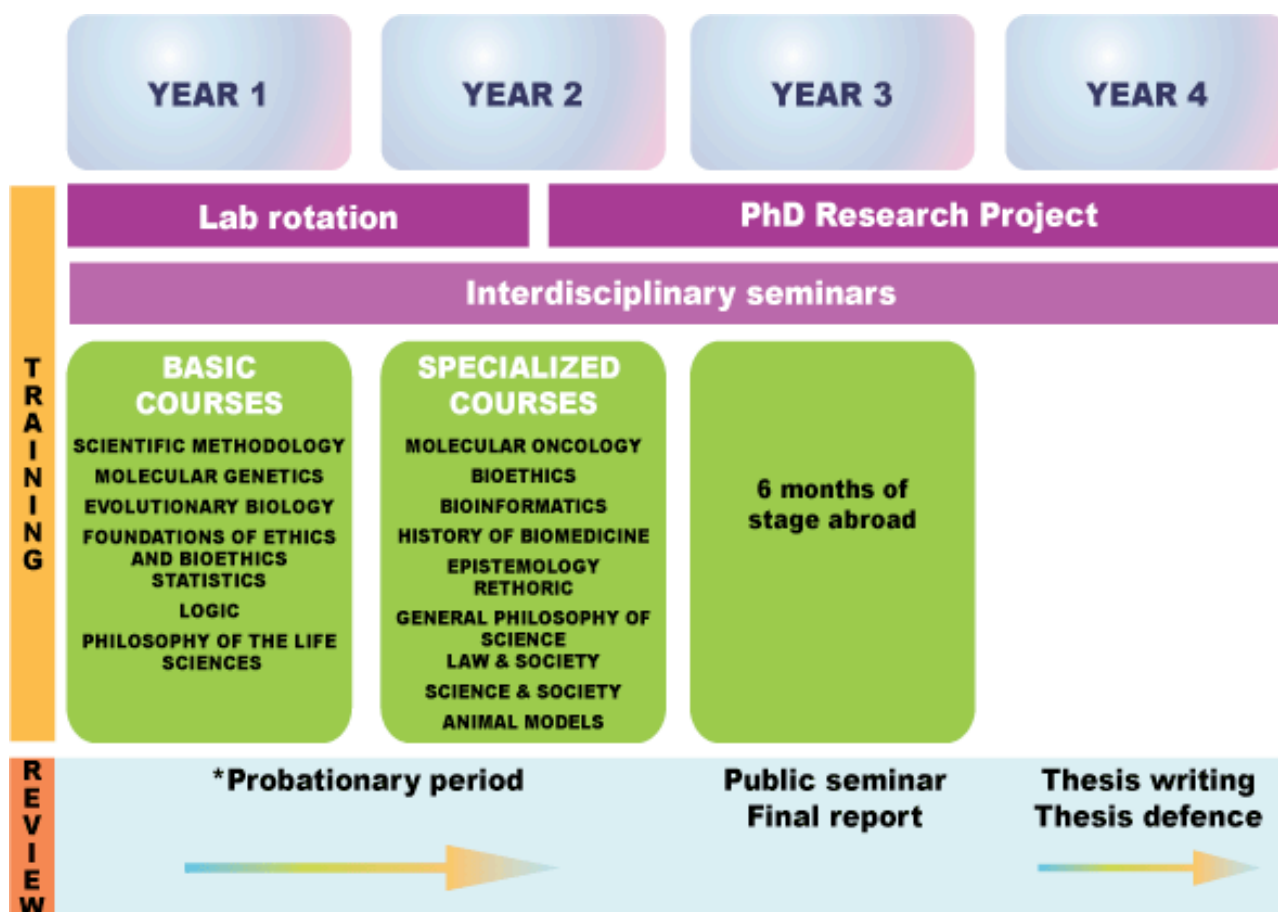 YEAR 1
YEAR 2
YEAR 3
YEAR 4
TRAINING
Lab rotation
PhD Research Project
Interdisciplinary seminars
BASIC
COURSES
SCIENTIFIC METHODOLOGY
MOLECULAR GENETICS
EVOLUTIONARY BIOLOGY
FOUNDATIONS OF ETHICS
AND BIOETHICS
STATISTICS
LOGIC
PHILOSOPHY OF THE LIFE
SCIENCES
SPECIALIZED
COURSES
MOLECULAR ONCOLOGY
BIOETHICS
BIOINFORMATICS
HISTORY OF BIOMEDICINE
EPISTEMOLOGY
RETHORIC
GENERAL PHILOSOPHY OF
SCIENCE
LAW & SOCIETY
SCIENCE & SOCIETY
ANIMAL MODELS
6 months of
stage abroad
REVIEW
*Probationary period
Public seminar
Final report
Thesis writing
Thesis defence